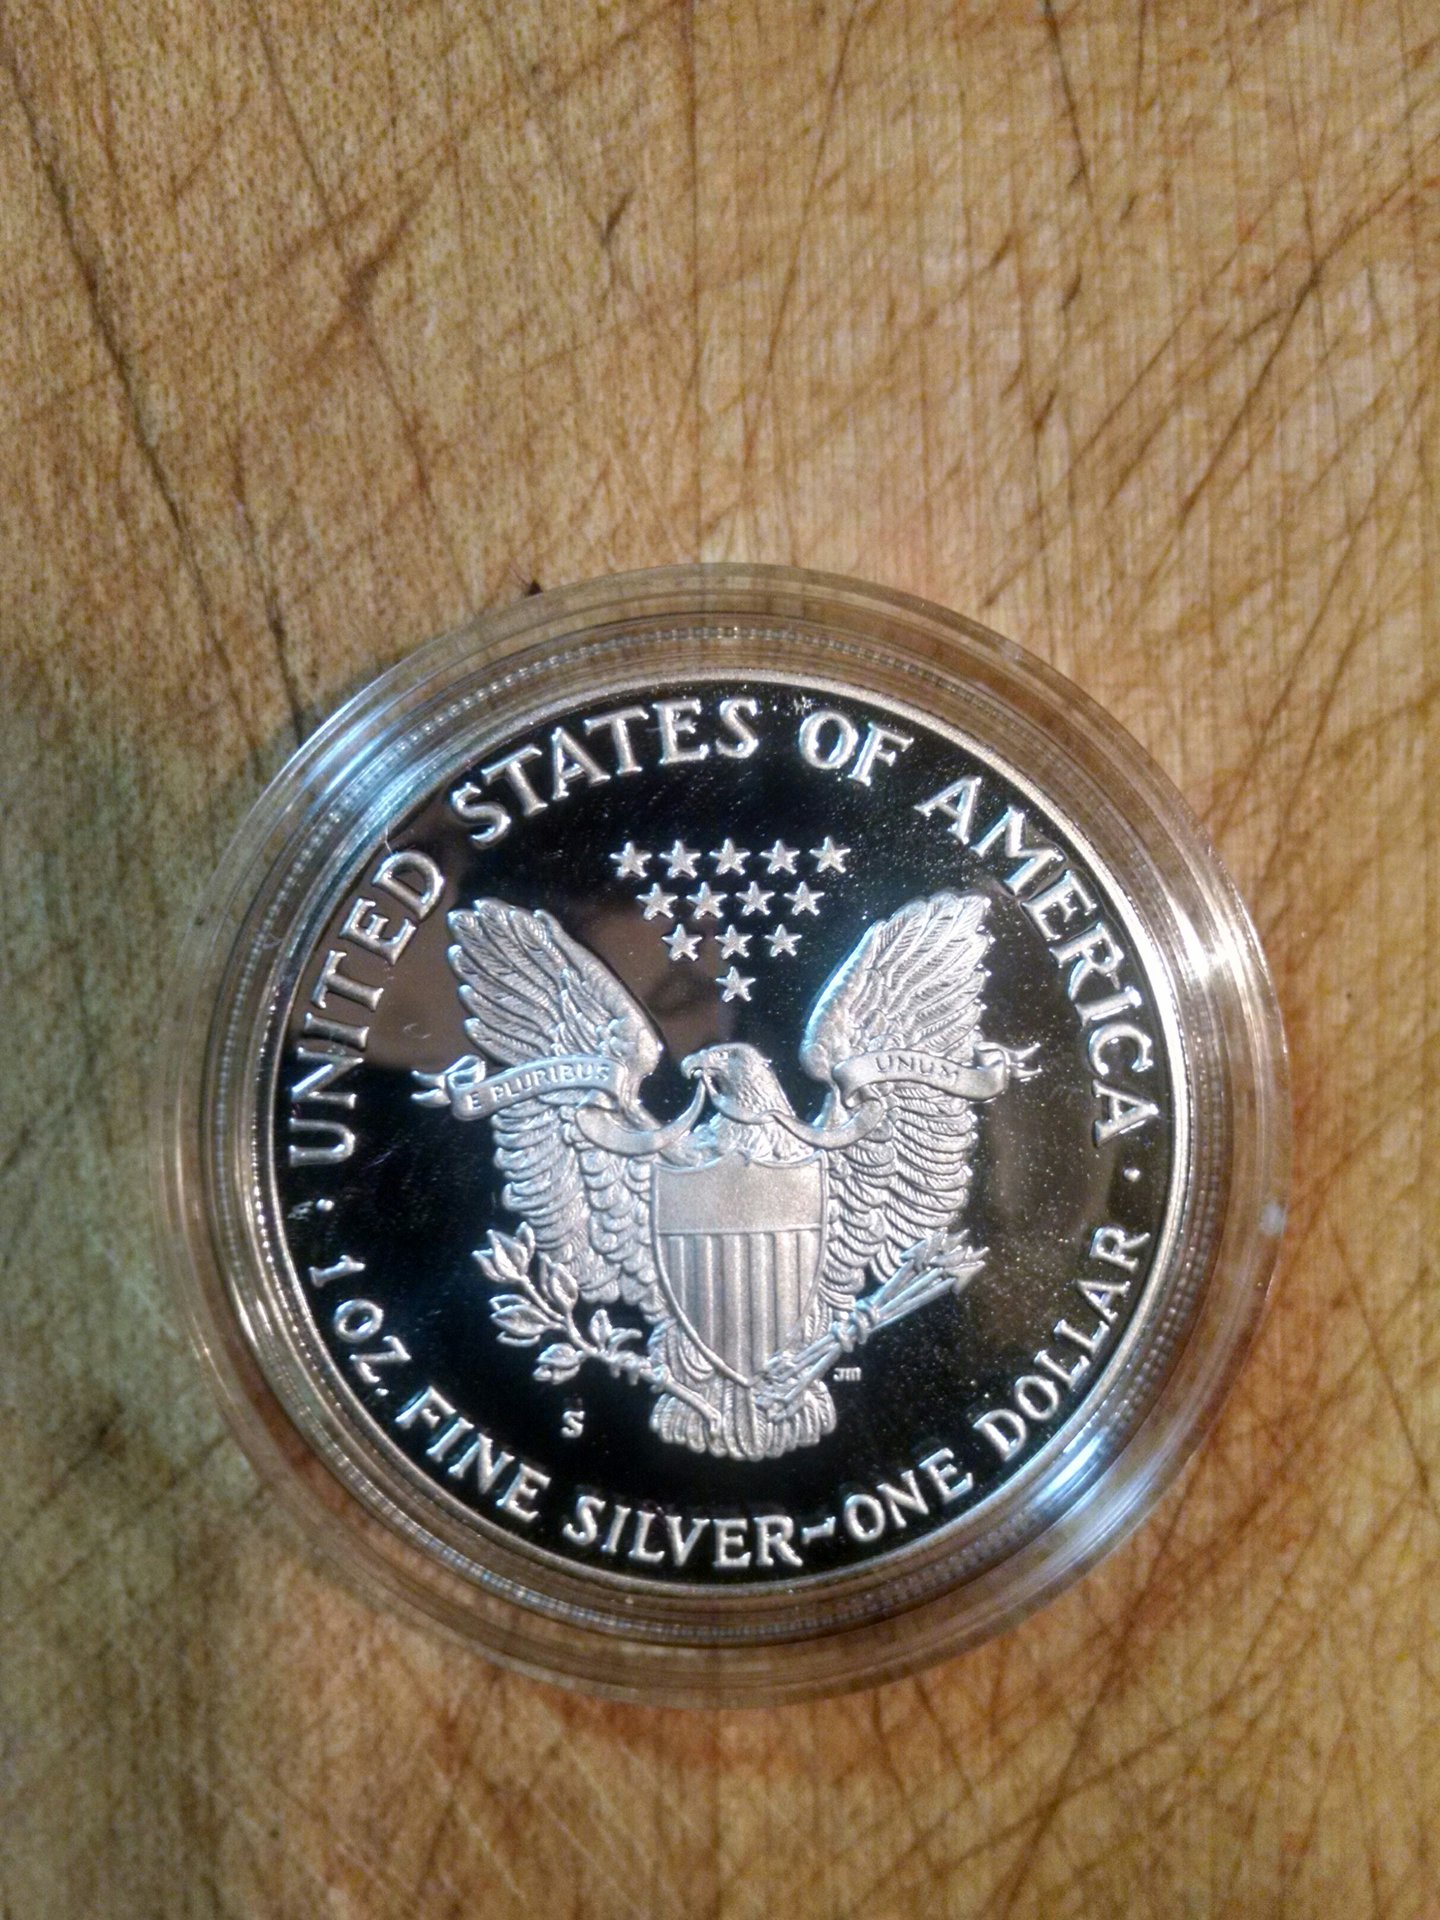 UNITED STATES OF AMERICA
E PLURIBUS UNUM
JM
S
1 OZ. FINE SILVER~ONE DOLLAR